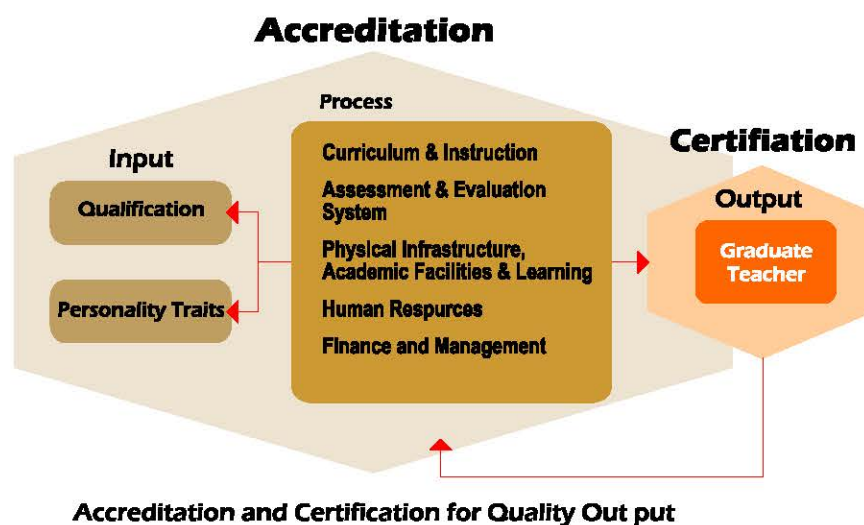 Accreditation
Process
Certifiation
Input
Qualification
Personality Traits
Curriculum & Instruction
Assessment & Evaluation
System
Physical Infrastructure,
Academic Facilities & Learning
Human Respurces
Finance and Management
Output
Graduate
Teacher
Accreditation and Certification for Quality Out put